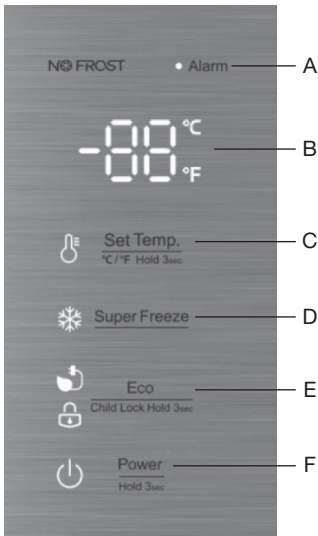 NO FROST
Alarm
A
-88 °C
°F
B
Set Temp.
°C/°F Hold 3sec
C
Super Freeze
D
Eco
Child Lock Hold 3sec
E
Power
Hold 3sec
F